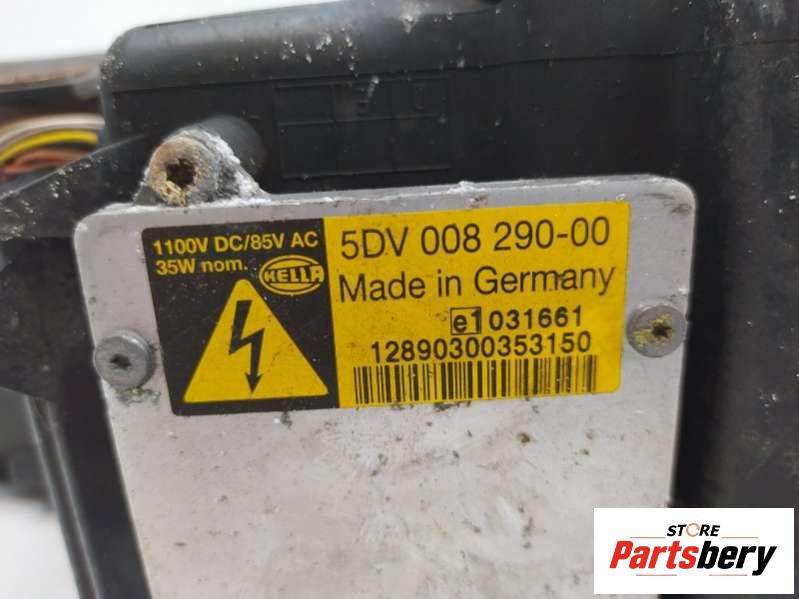 1100V DC/85V AC
35W nom.
HELLA
5DV 008 290-00
Made in Germany
e1 031661
12890300353150
STORE
Partsbery